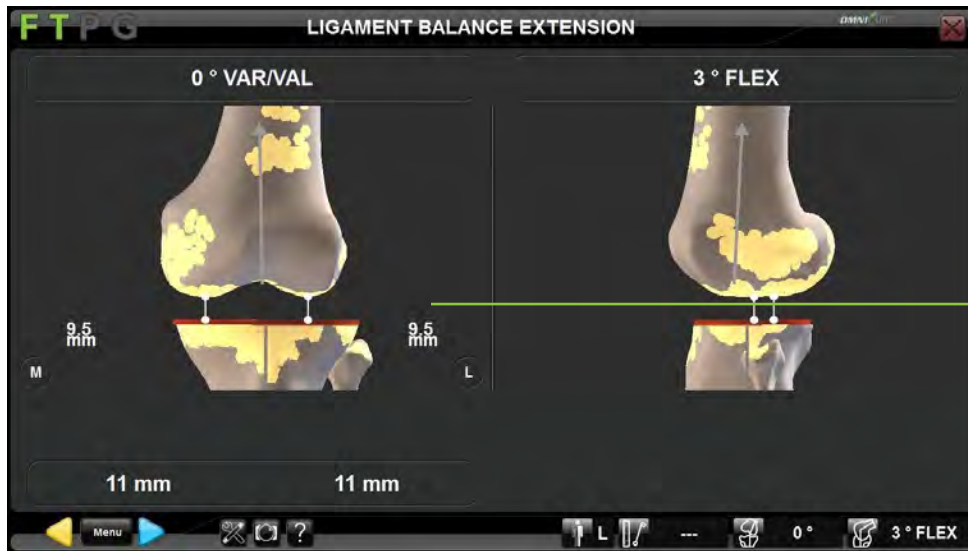 F T P G
LIGAMENT BALANCE EXTENSION
OMNI
0 ° VAR/VAL
3 ° FLEX
9.5 mm
9.5 mm
M
L
11 mm
11 mm
Menu
?
L
---
0 °
3 ° FLEX